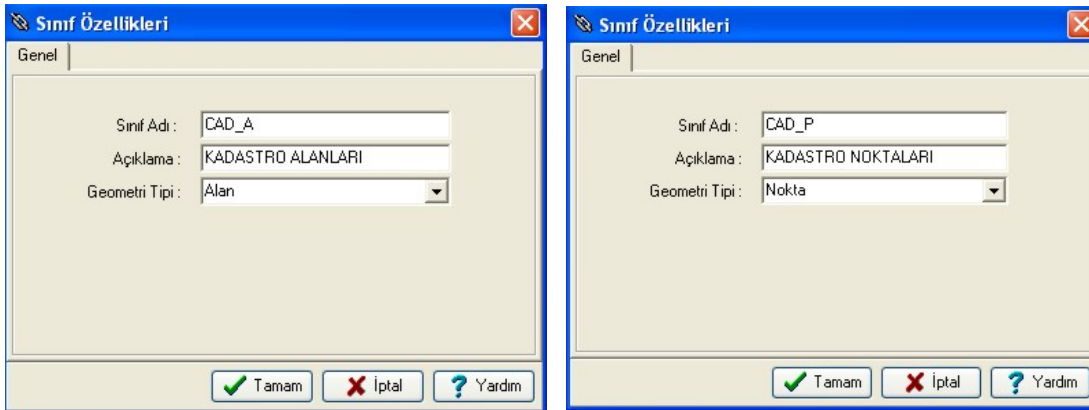 Sınıf Özellikleri
Genel
Sınıf Adı : CAD_A
Açıklama : KADASTRO ALANLARI
Geometri Tipi : Alan
Tamam İptal Yardım
Sınıf Özellikleri
Genel
Sınıf Adı : CAD_P
Açıklama : KADASTRO NOKTALARI
Geometri Tipi : Nokta
Tamam İptal Yardım